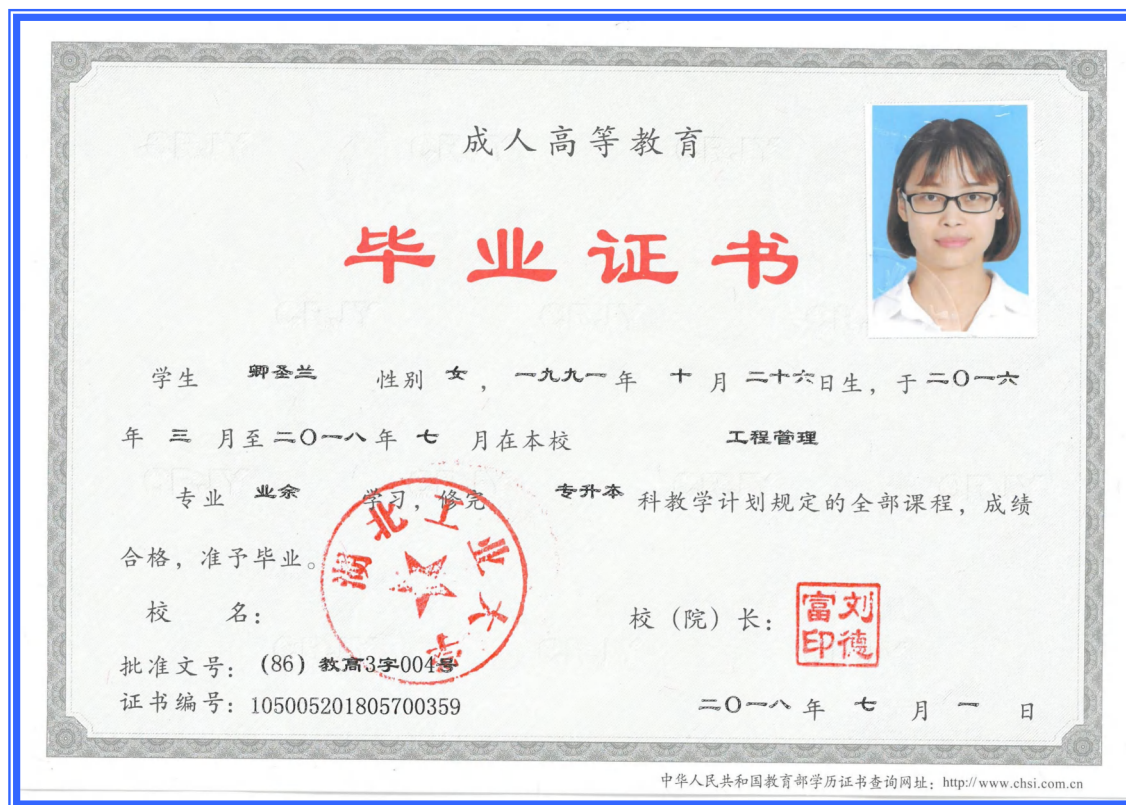 成人高等教育
毕业证书
学生 卿圣兰 性别 女，一九九一年 十 月 二十六日生，于 二〇一六
年 三 月至 二〇一八 年 七 月在本校 工程管理
专业 业余 学习，修完 专升本 科教学计划规定的全部课程，成绩
合格，准予毕业。
湖北工业大学
校 名： 校（院）长： 刘德富印
批准文号：(86)教高3字004号
证书编号：105005201805700359 二〇一八 年 七 月 一 日
中华人民共和国教育部学历证书查询网址：http://www.chsi.com.cn